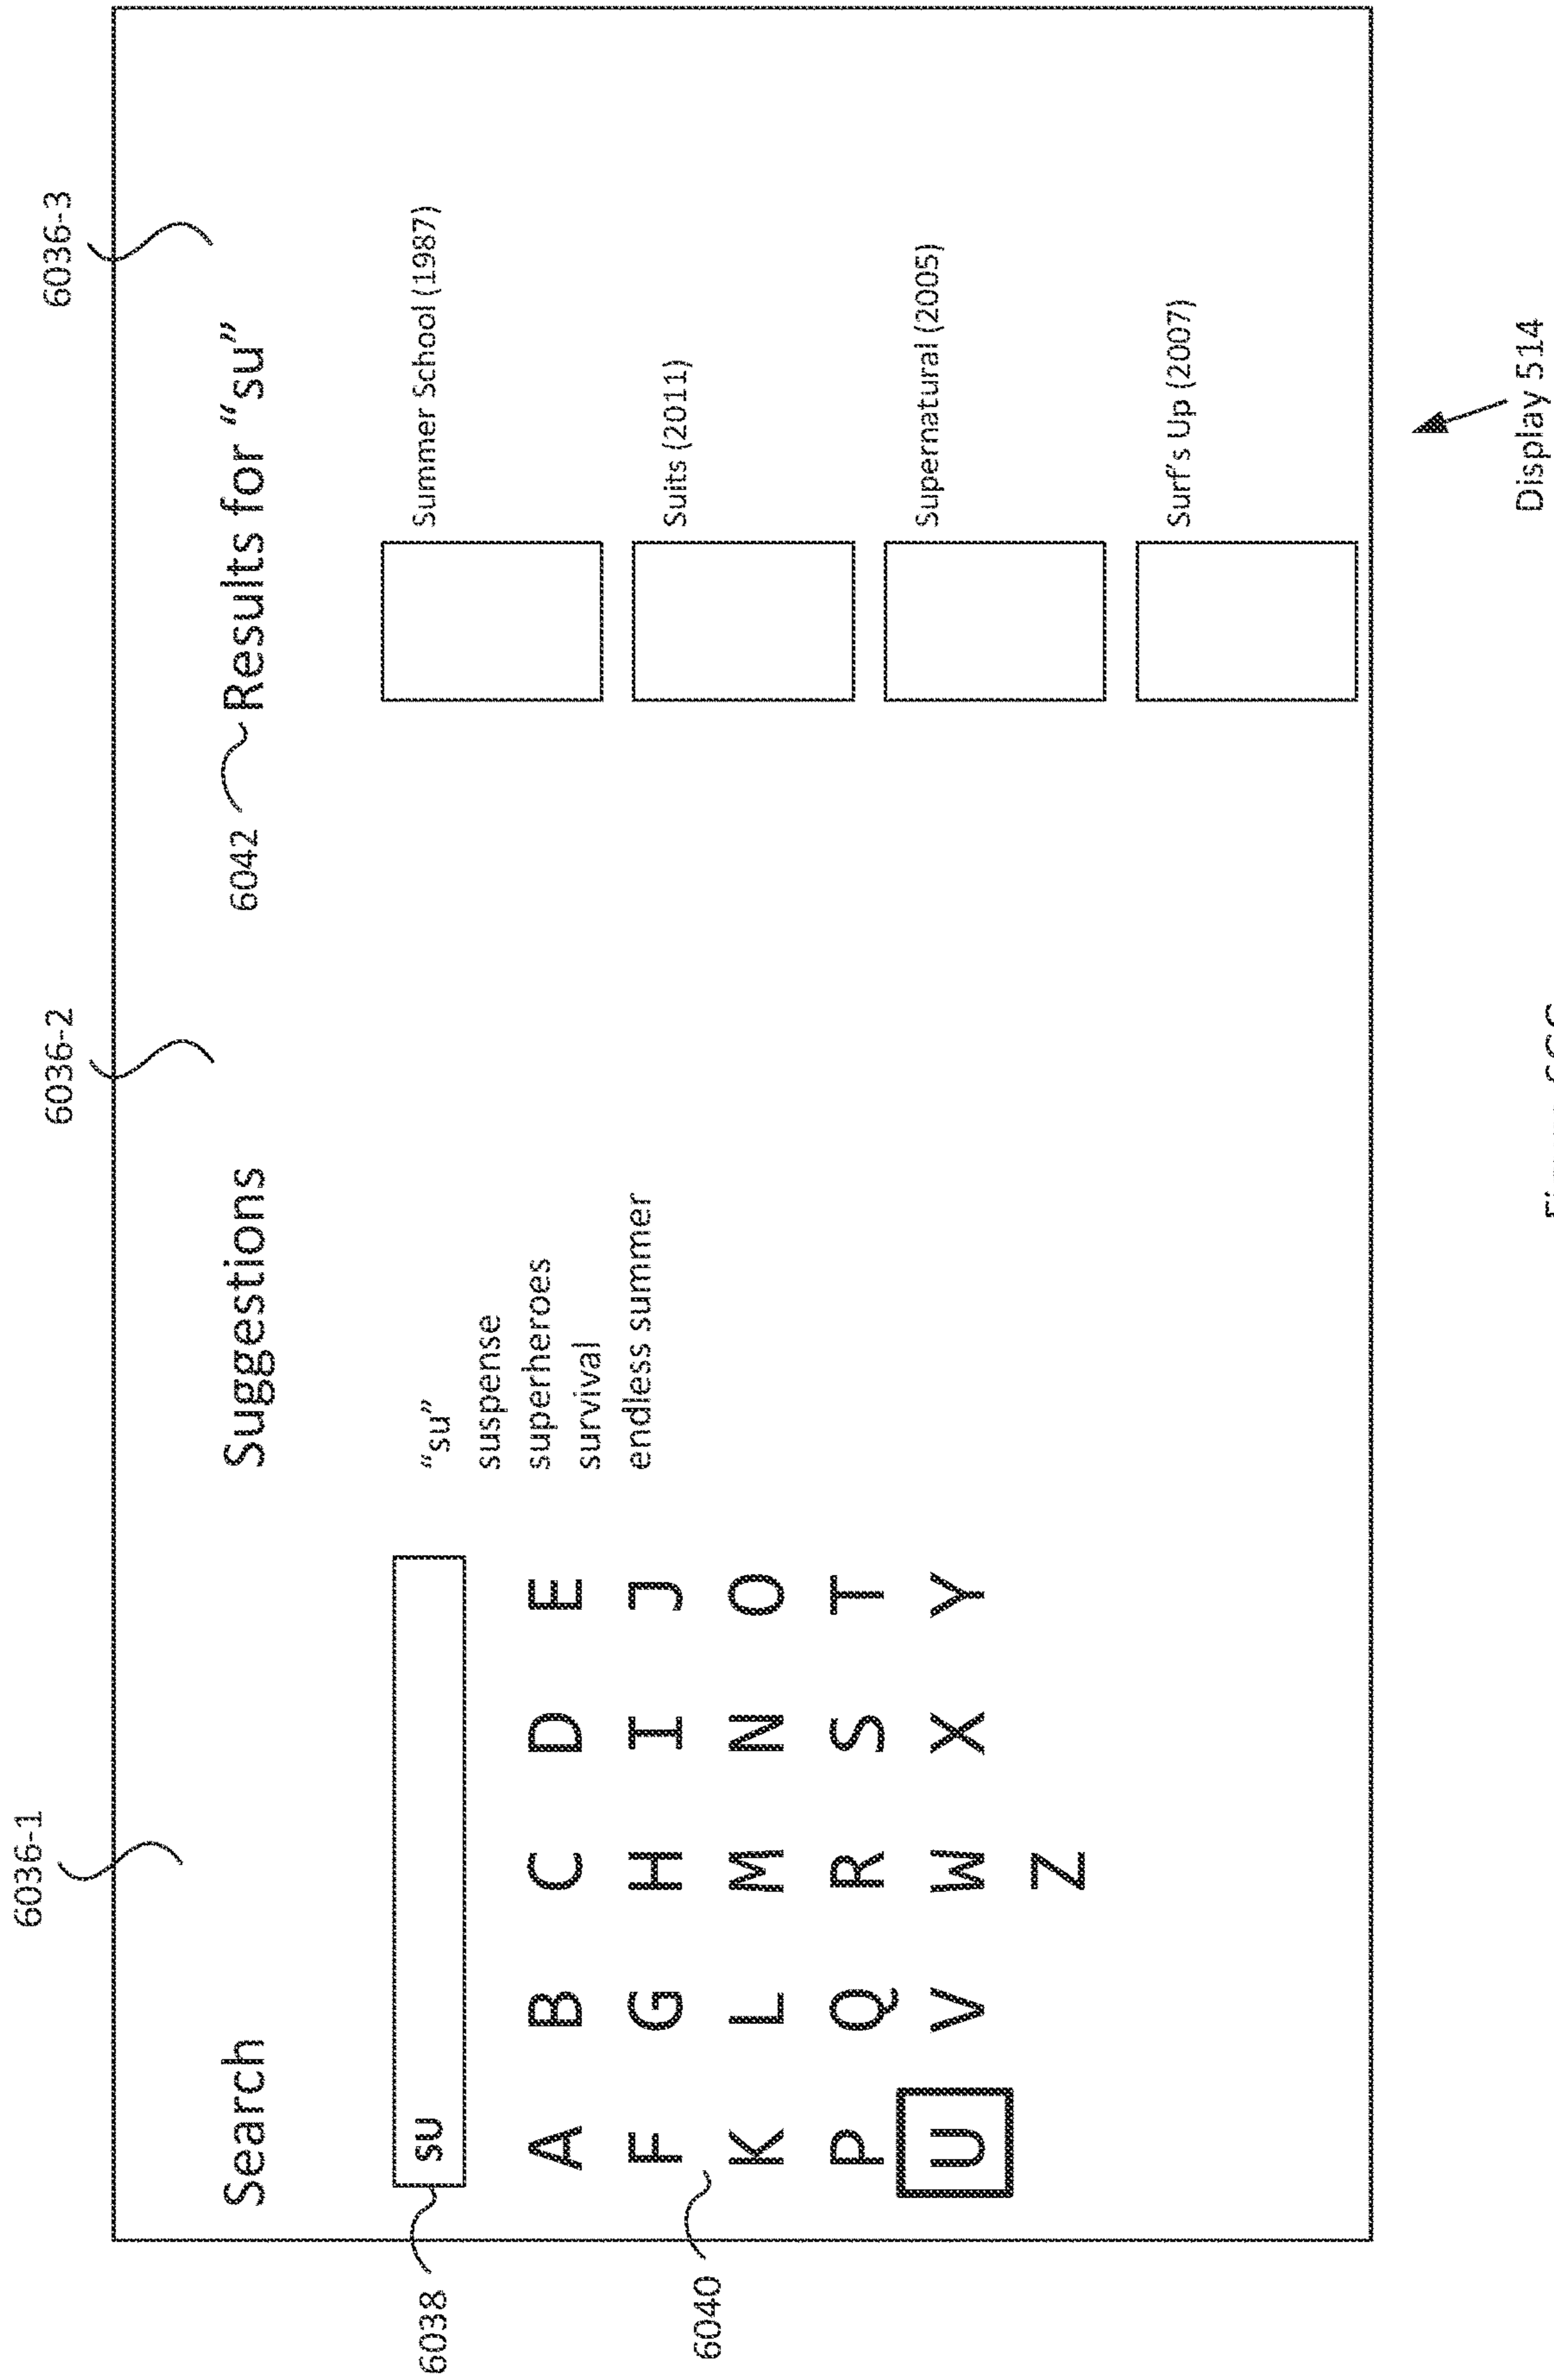 6036-1
6036-2
6036-3
Search
Suggestions
6042
Results for “su”
6038
su
“su”
suspense
superheroes
survival
endless summer
A B C D E
F G H I J
6040
K L M N O
P Q R S T
U V W X Y
Z
Summer School (1987)
Suits (2011)
Supernatural (2005)
Surf’s Up (2007)
Display 514